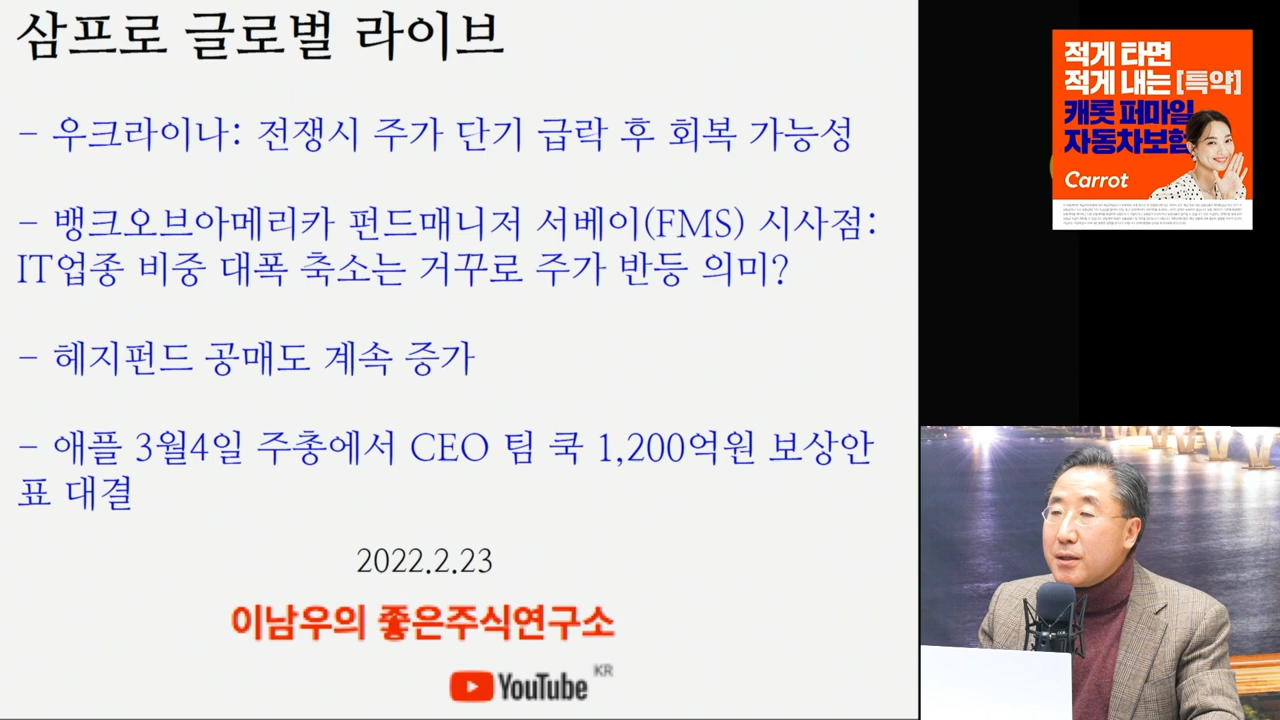 삼프로 글로벌 라이브
- 우크라이나: 전쟁시 주가 단기 급락 후 회복 가능성
- 뱅크오브아메리카 펀드매니저 서베이(FMS) 시사점:
IT업종 비중 대폭 축소는 거꾸로 주가 반등 의미?
- 헤지펀드 공매도 계속 증가
- 애플 3월4일 주총에서 CEO 팀 쿡 1,200억원 보상안
표 대결
2022.2.23
이남우의 좋은주식연구소
YouTube KR
적게 타면
적게 내는 [특약]
캐롯 퍼마일
자동차보험
Carrot